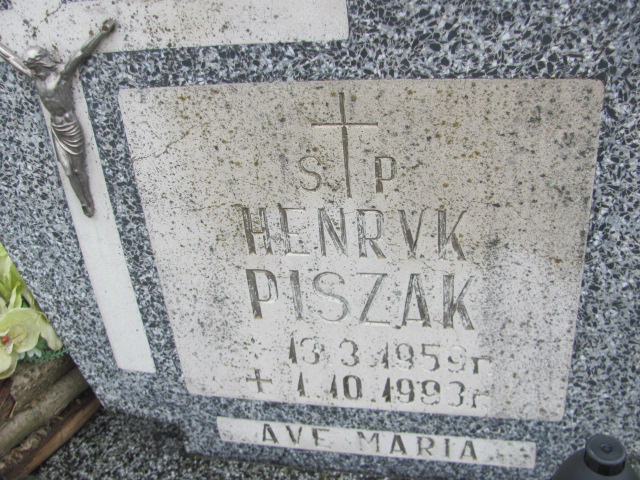 S P
HENRYK
PISZAK
* 13.3.1959r
+ 1.10.1993r
AVE MARIA